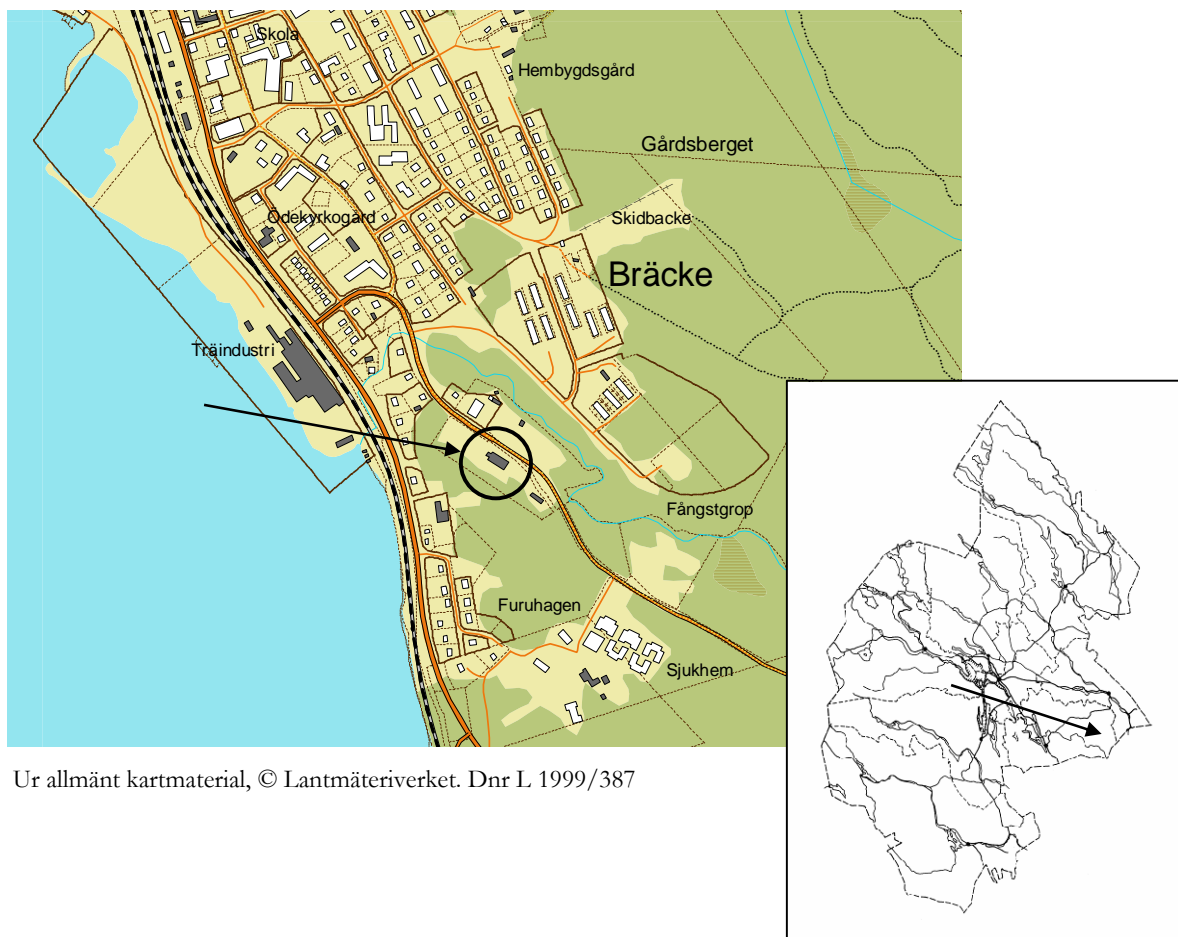 Skola
Hembygdsgård
Gårdsberget
Ödekyrkogård
Skidbacke
Bräcke
Träindustri
Fångstgrop
Furuhagen
Sjukhem
Ur allmänt kartmaterial, © Lantmäteriverket. Dnr L 1999/387